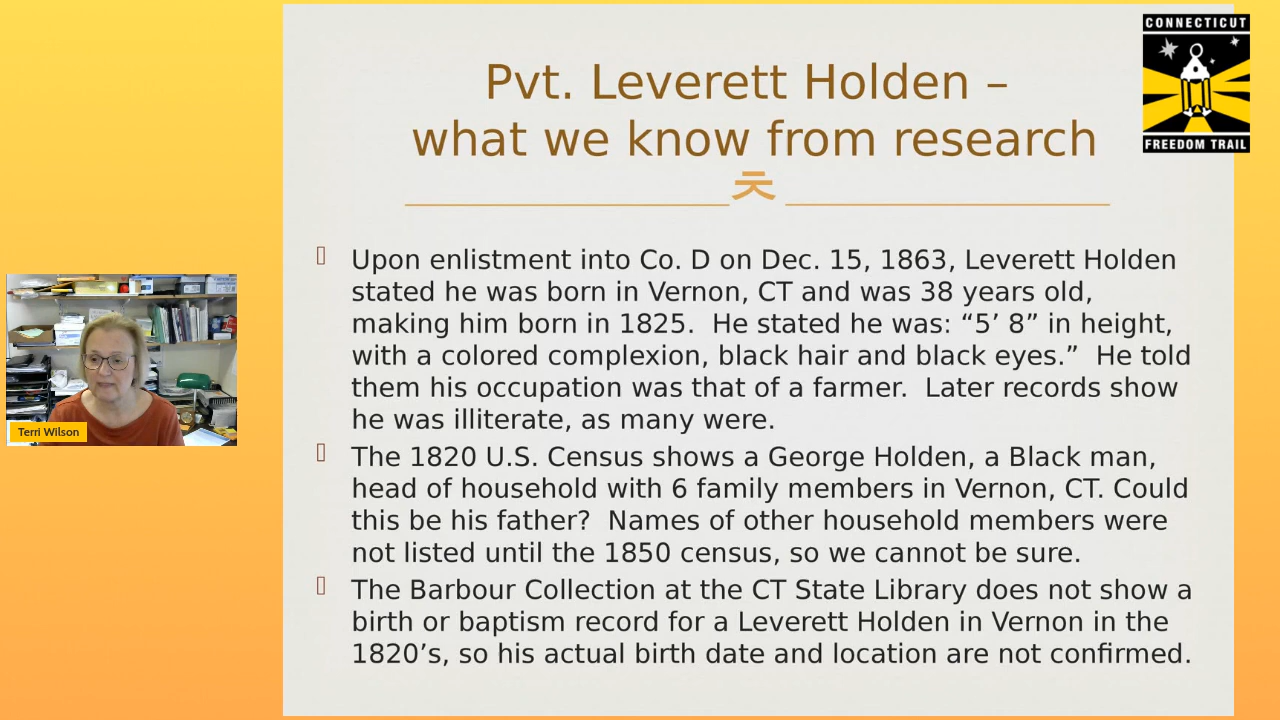 CONNECTICUT
FREEDOM TRAIL
Pvt. Leverett Holden –
what we know from research
Upon enlistment into Co. D on Dec. 15, 1863, Leverett Holden
stated he was born in Vernon, CT and was 38 years old,
making him born in 1825.  He stated he was: “5’ 8” in height,
with a colored complexion, black hair and black eyes.”  He told
them his occupation was that of a farmer.  Later records show
he was illiterate, as many were.
The 1820 U.S. Census shows a George Holden, a Black man,
head of household with 6 family members in Vernon, CT. Could
this be his father?  Names of other household members were
not listed until the 1850 census, so we cannot be sure.
The Barbour Collection at the CT State Library does not show a
birth or baptism record for a Leverett Holden in Vernon in the
1820’s, so his actual birth date and location are not confirmed.
Terri Wilson